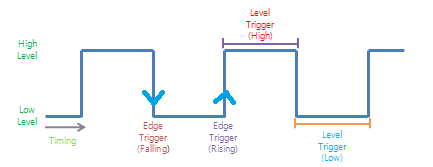 Level
Trigger
(High)
High
Level
Low
Level
Timing
Edge
Trigger
(Falling)
Edge
Trigger
(Rising)
Level
Trigger
(Low)